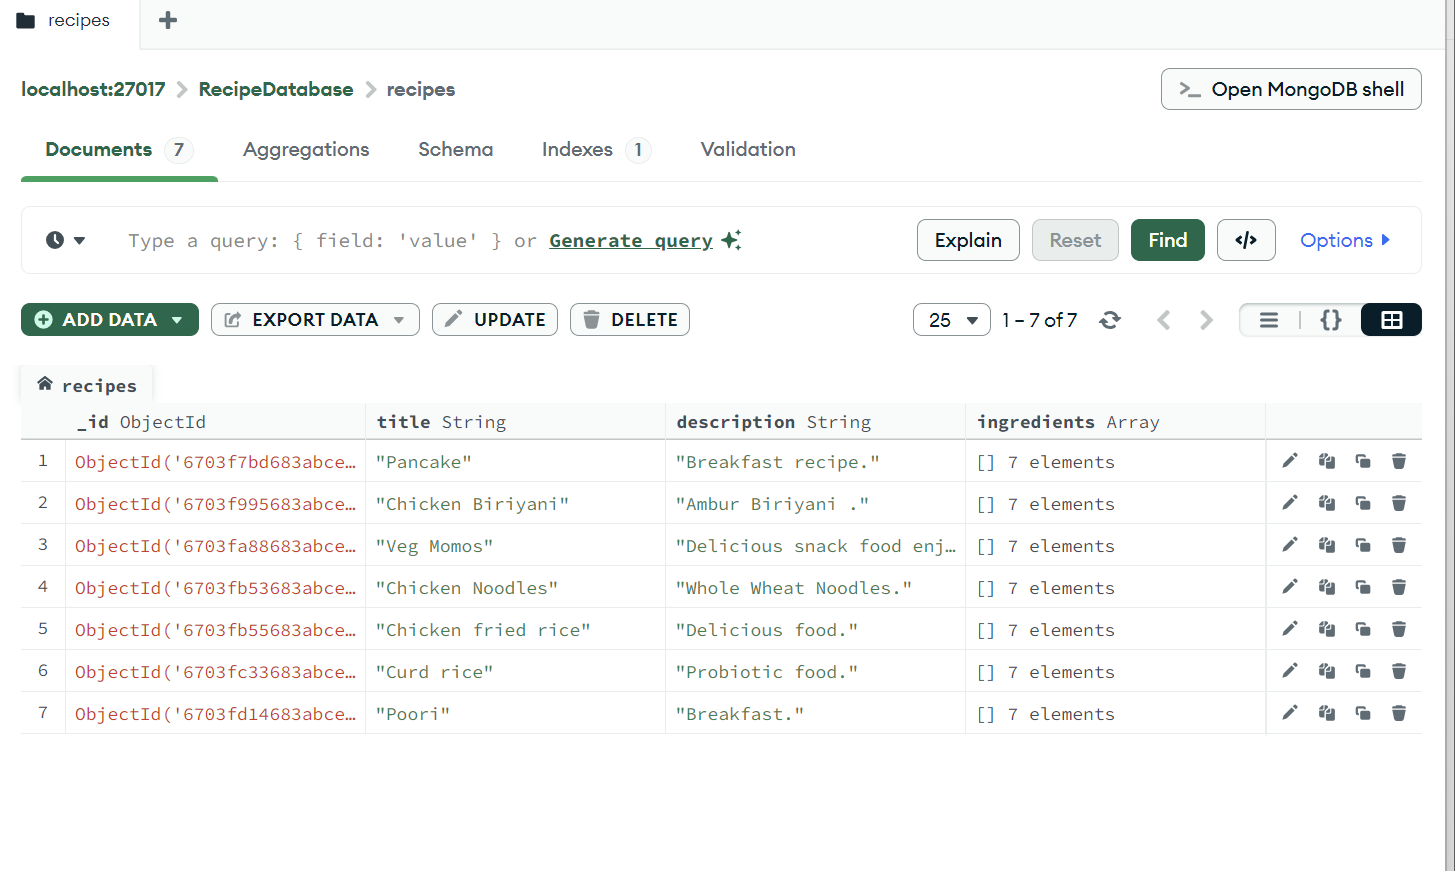 recipes
localhost:27017 > RecipeDatabase > recipes
>_ Open MongoDB shell
Documents 7 Aggregations Schema Indexes 1 Validation
Type a query: { field: 'value' } or Generate query Explain Reset Find </> Options
ADD DATA EXPORT DATA UPDATE DELETE 25 1 – 7 of 7 {}
recipes
_id ObjectId title String description String ingredients Array
1 ObjectId('6703f7bd683abce… "Pancake" "Breakfast recipe." [] 7 elements
2 ObjectId('6703f995683abce… "Chicken Biriyani" "Ambur Biriyani ." [] 7 elements
3 ObjectId('6703fa88683abce… "Veg Momos" "Delicious snack food enj… [] 7 elements
4 ObjectId('6703fb53683abce… "Chicken Noodles" "Whole Wheat Noodles." [] 7 elements
5 ObjectId('6703fb55683abce… "Chicken fried rice" "Delicious food." [] 7 elements
6 ObjectId('6703fc33683abce… "Curd rice" "Probiotic food." [] 7 elements
7 ObjectId('6703fd14683abce… "Poori" "Breakfast." [] 7 elements